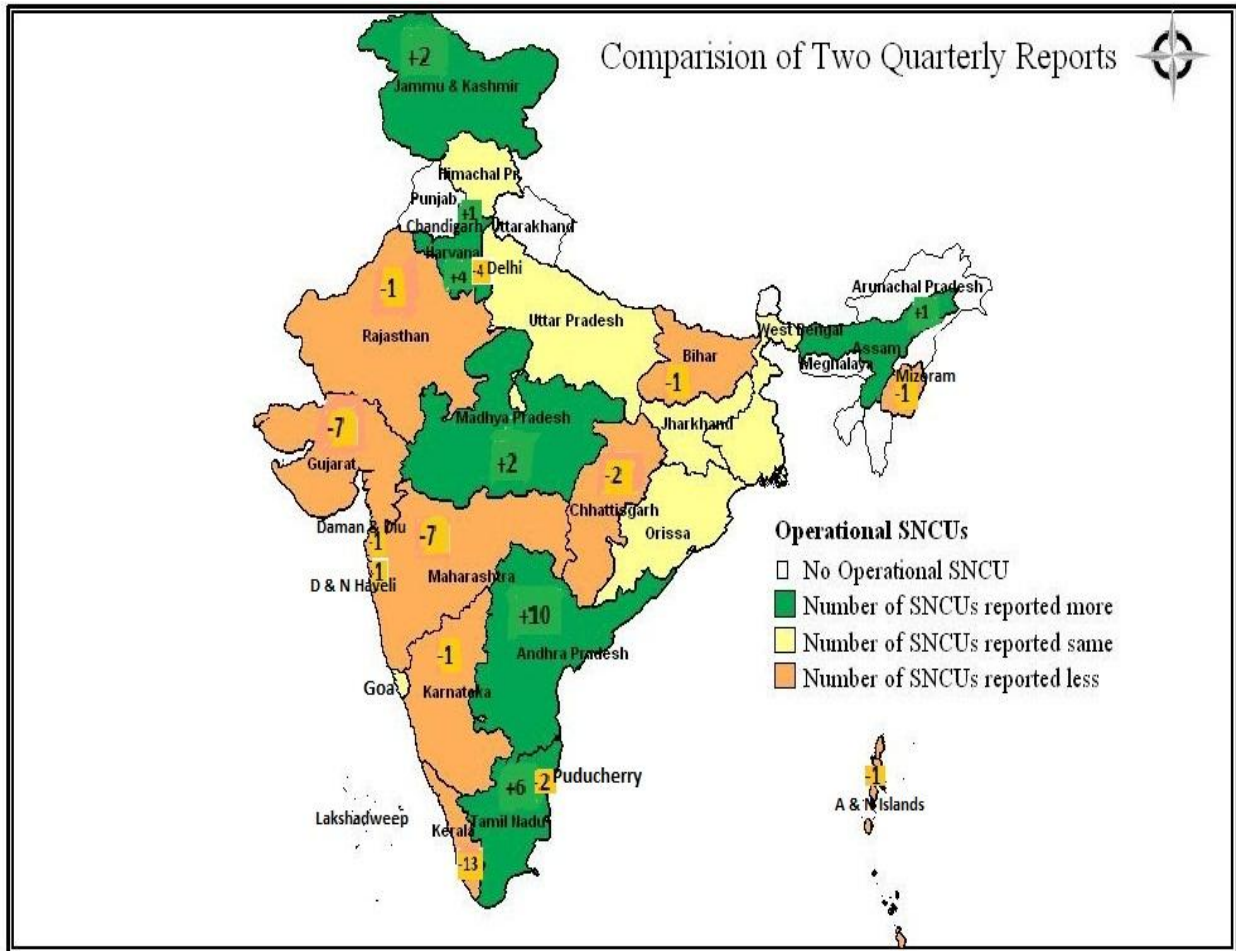 Comparision of Two Quarterly Reports
+2
Jammu & Kashmir
Himachal Pr
Punjab
+1
Chandigarh
Uttarakhand
Haryana
+4
-4
Delhi
-1
Rajasthan
Uttar Pradesh
Bihar
-1
West Bengal
Arunachal Pradesh
+1
Assam
Meghalaya
Mizoram
-1
-7
Gujarat
Madhya Pradesh
+2
Jharkhand
-2
Chhattisgarh
Orissa
Daman & Diu
-1
D & N Haveli
1
-7
Maharashtra
+10
Andhra Pradesh
-1
Karnataka
Goa
Operational SNCUs
No Operational SNCU
Number of SNCUs reported more
Number of SNCUs reported same
Number of SNCUs reported less
+6
-2
Puducherry
Tamil Nadu
Lakshadweep
Kerala
-13
-1
A & N Islands